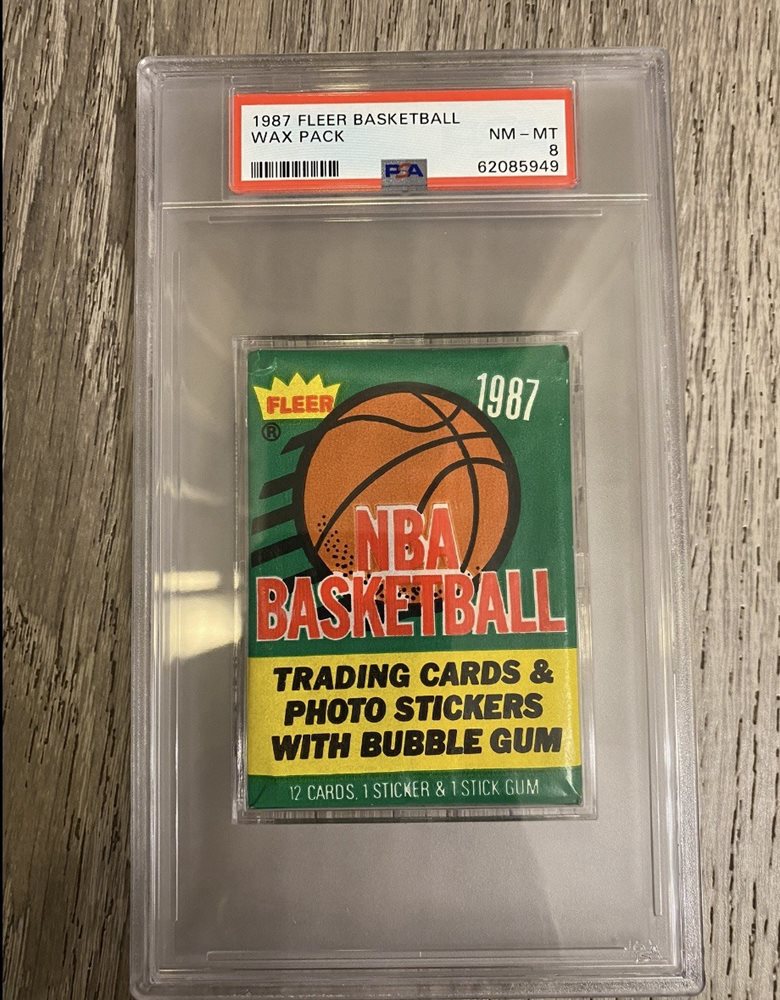 1987 FLEER BASKETBALL
WAX PACK NM - MT
8
PSA 62085949
FLEER 1987
®
NBA
BASKETBALL
TRADING CARDS &
PHOTO STICKERS
WITH BUBBLE GUM
12 CARDS, 1 STICKER & 1 STICK GUM